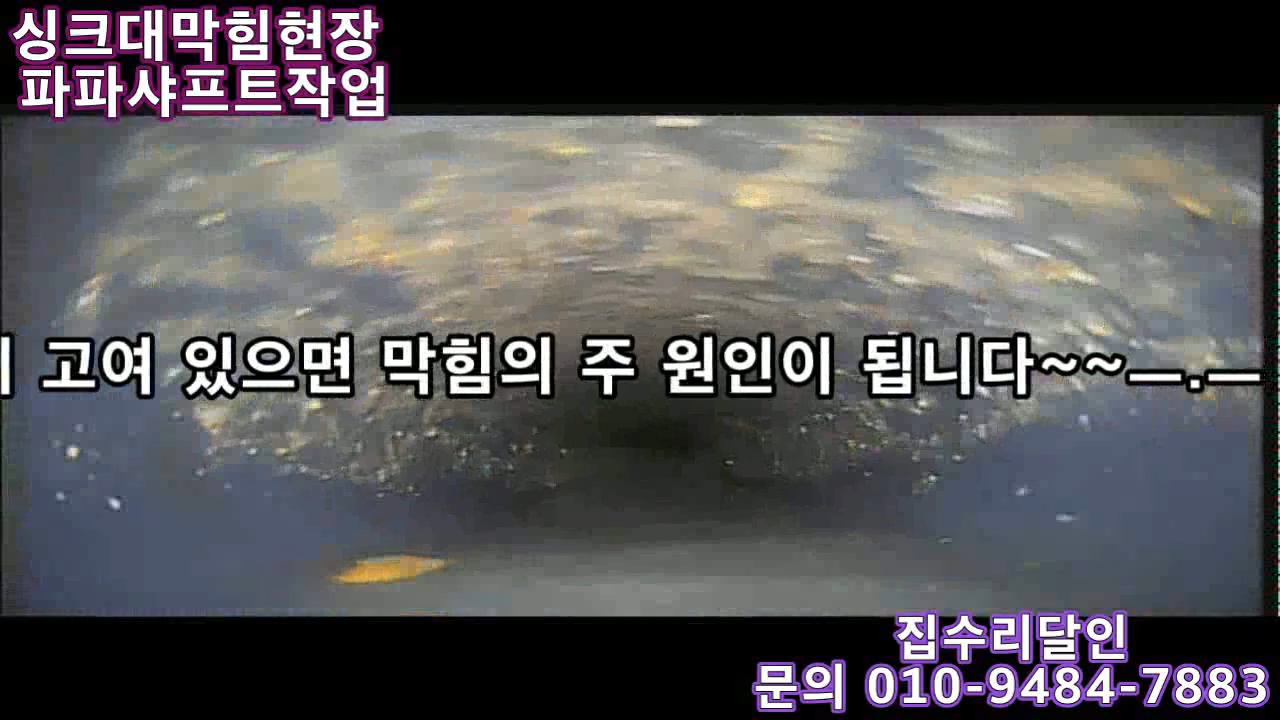 싱크대막힘현장
파파샤프트작업
고여 있으면 막힘의 주 원인이 됩니다~~ㅡ.ㅡ
집수리달인
문의 010-9484-7883